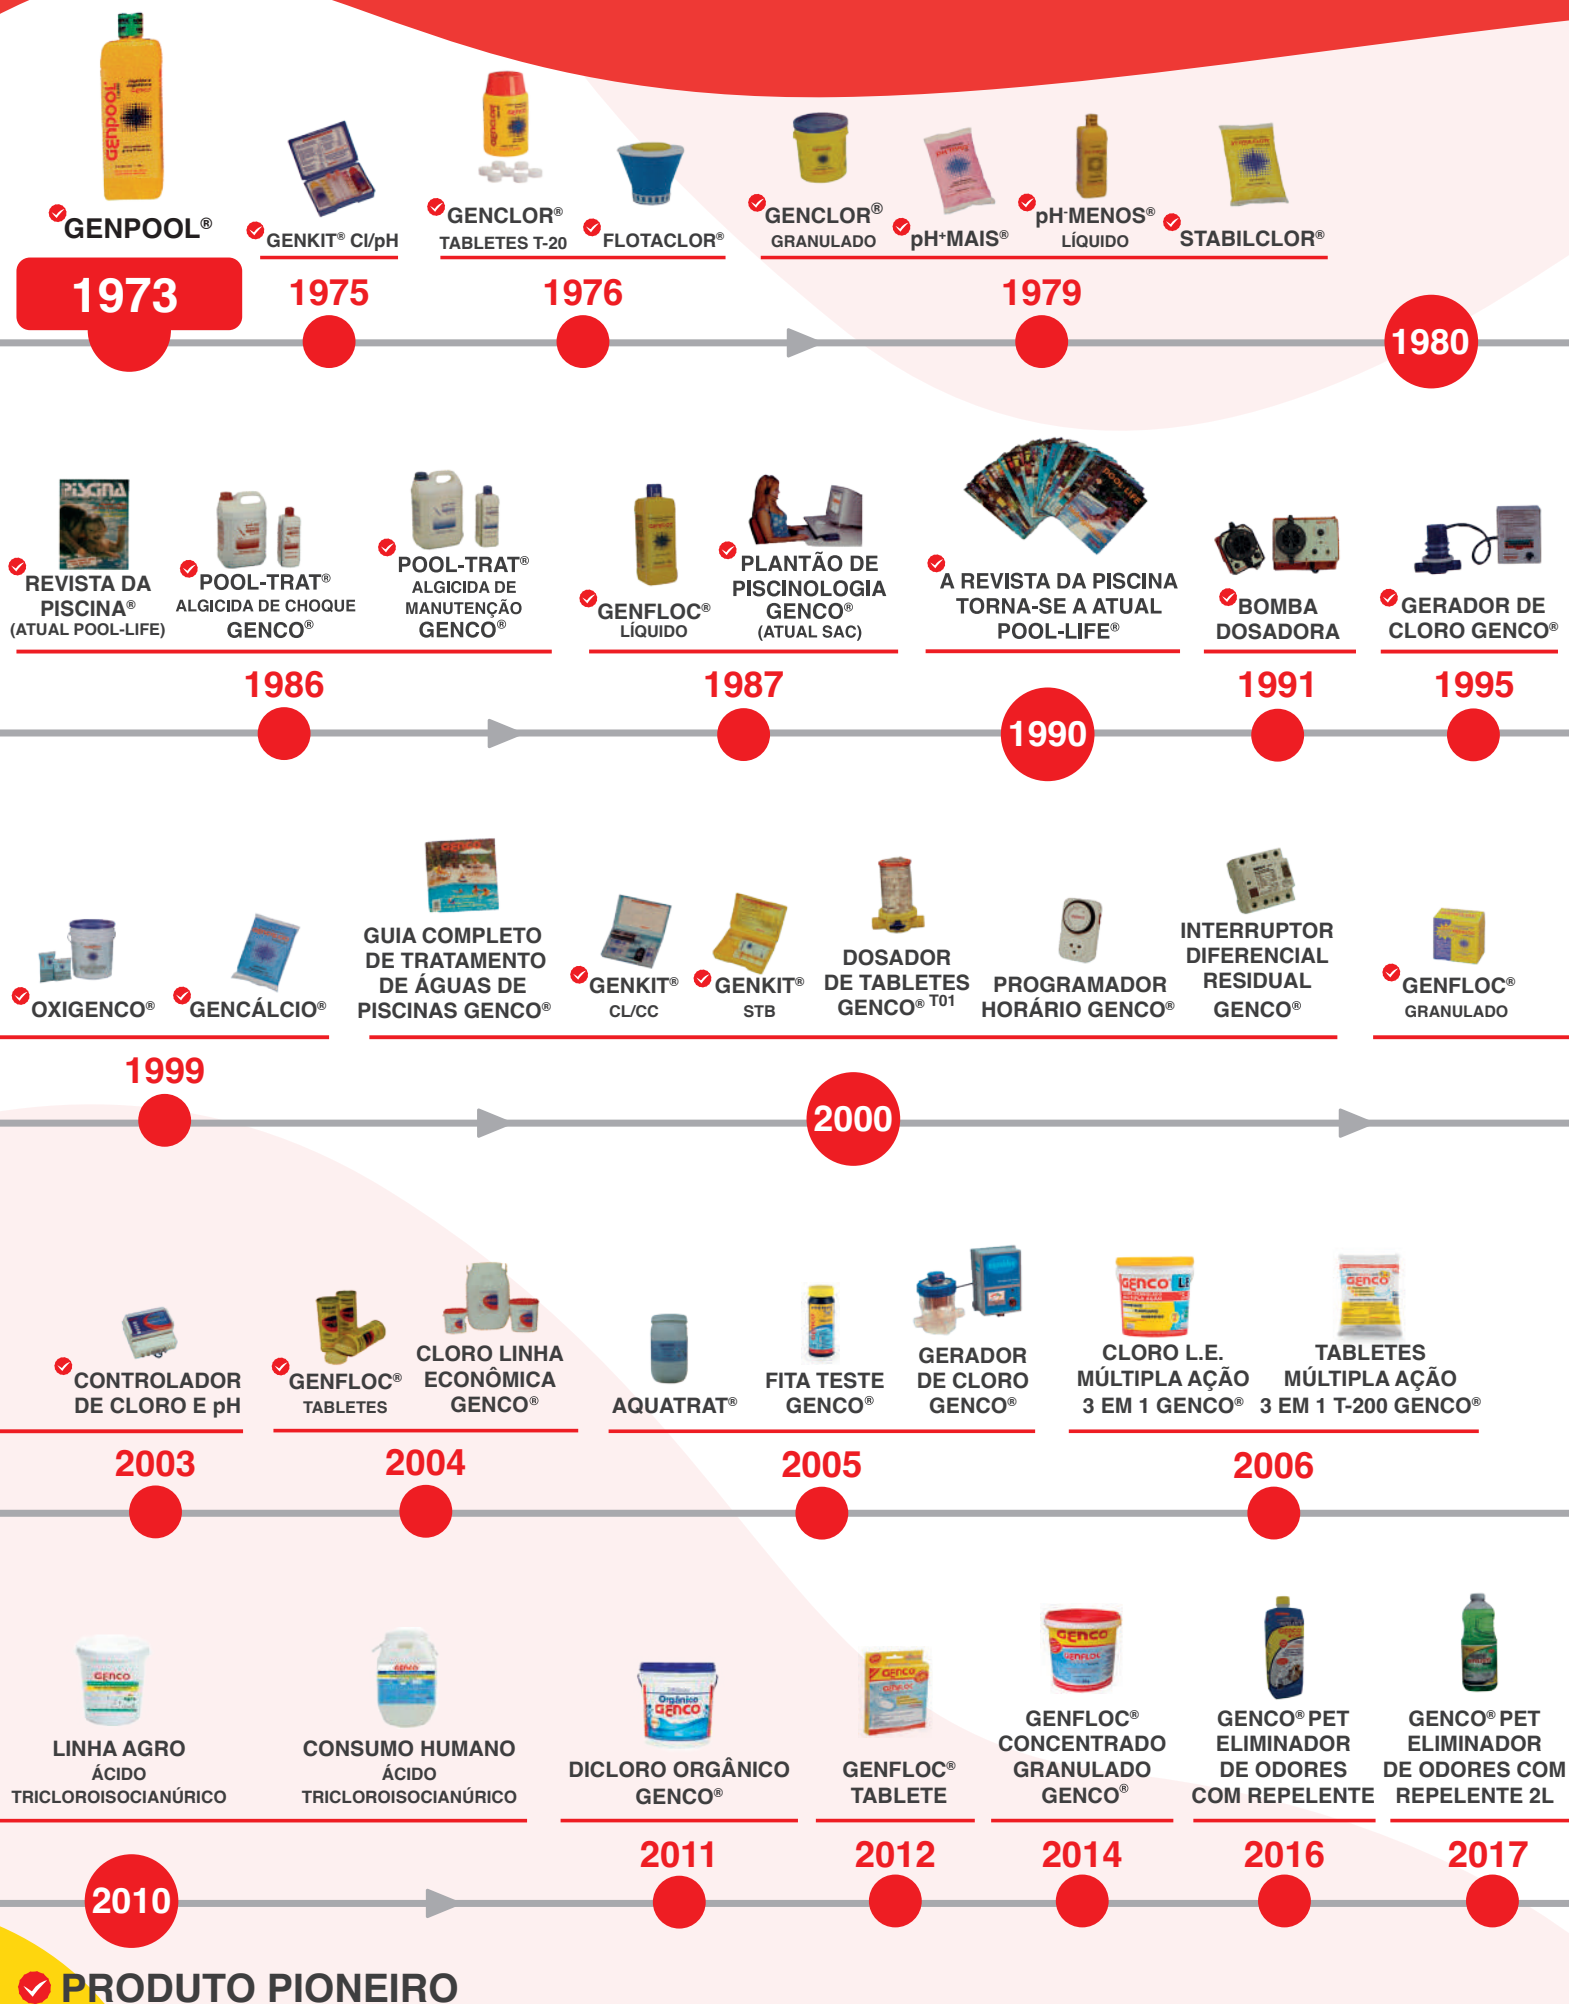 GENPOOL®
GENKIT® Cl/pH
GENCLOR®
TABLETES T-20
FLOTACLOR®
GENCLOR®
GRANULADO
pH+MAIS®
pH-MENOS®
LÍQUIDO
STABILCLOR®
1973
1975
1976
1979
1980
REVISTA DA
PISCINA®
(ATUAL POOL-LIFE)
POOL-TRAT®
ALGICIDA DE CHOQUE
GENCO®
POOL-TRAT®
ALGICIDA DE
MANUTENÇÃO
GENCO®
GENFLOC®
LÍQUIDO
PLANTÃO DE
PISCINOLOGIA
GENCO®
(ATUAL SAC)
A REVISTA DA PISCINA
TORNA-SE A ATUAL
POOL-LIFE®
BOMBA
DOSADORA
GERADOR DE
CLORO GENCO®
1986
1987
1990
1991
1995
OXIGENCO®
GENCÁLCIO®
GUIA COMPLETO
DE TRATAMENTO
DE ÁGUAS DE
PISCINAS GENCO®
GENKIT®
CL/CC
GENKIT®
STB
DOSADOR
DE TABLETES
GENCO® T01
PROGRAMADOR
HORÁRIO GENCO®
INTERRUPTOR
DIFERENCIAL
RESIDUAL
GENCO®
GENFLOC®
GRANULADO
1999
2000
CONTROLADOR
DE CLORO E pH
GENFLOC®
TABLETES
CLORO LINHA
ECONÔMICA
GENCO®
AQUATRAT®
FITA TESTE
GENCO®
GERADOR
DE CLORO
GENCO®
CLORO L.E.
MÚLTIPLA AÇÃO
3 EM 1 GENCO®
TABLETES
MÚLTIPLA AÇÃO
3 EM 1 T-200 GENCO®
2003
2004
2005
2006
LINHA AGRO
ÁCIDO
TRICLOROISOCIANÚRICO
CONSUMO HUMANO
ÁCIDO
TRICLOROISOCIANÚRICO
DICLORO ORGÂNICO
GENCO®
GENFLOC®
TABLETE
GENFLOC®
CONCENTRADO
GRANULADO
GENCO®
GENCO® PET
ELIMINADOR
DE ODORES
COM REPELENTE
GENCO® PET
ELIMINADOR
DE ODORES COM
REPELENTE 2L
2010
2011
2012
2014
2016
2017
PRODUTO PIONEIRO